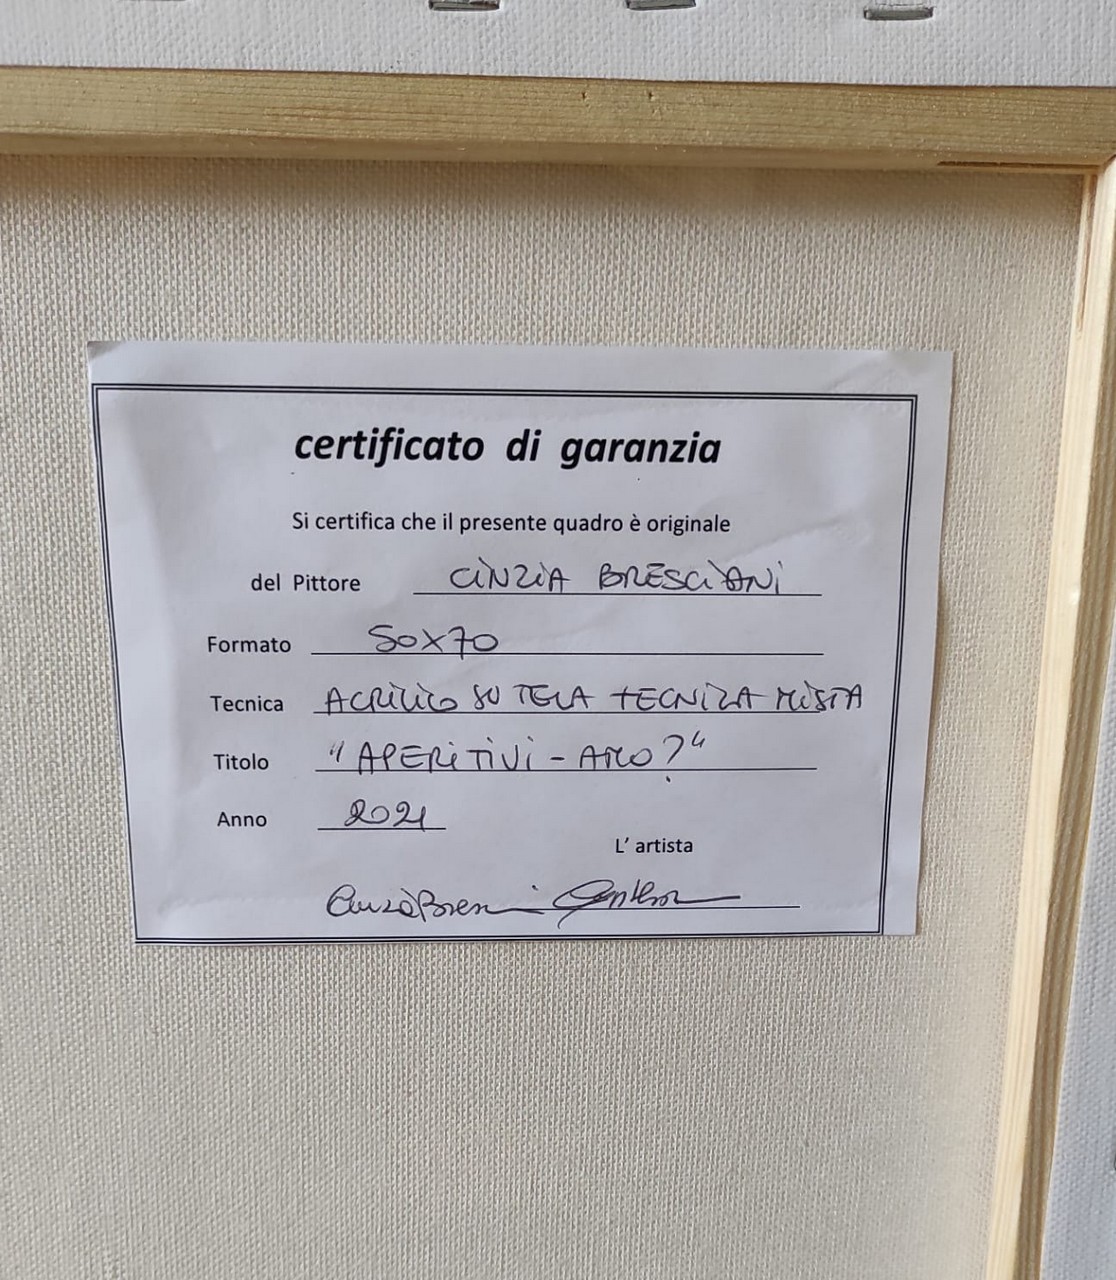 certificato di garanzia
Si certifica che il presente quadro è originale
del Pittore CINZIA BRESCIANI
Formato 50X70
Tecnica ACRILICO SU TELA TECNICA MISTA
Titolo "APERITIVI-AMO?"
Anno 2021
L' artista